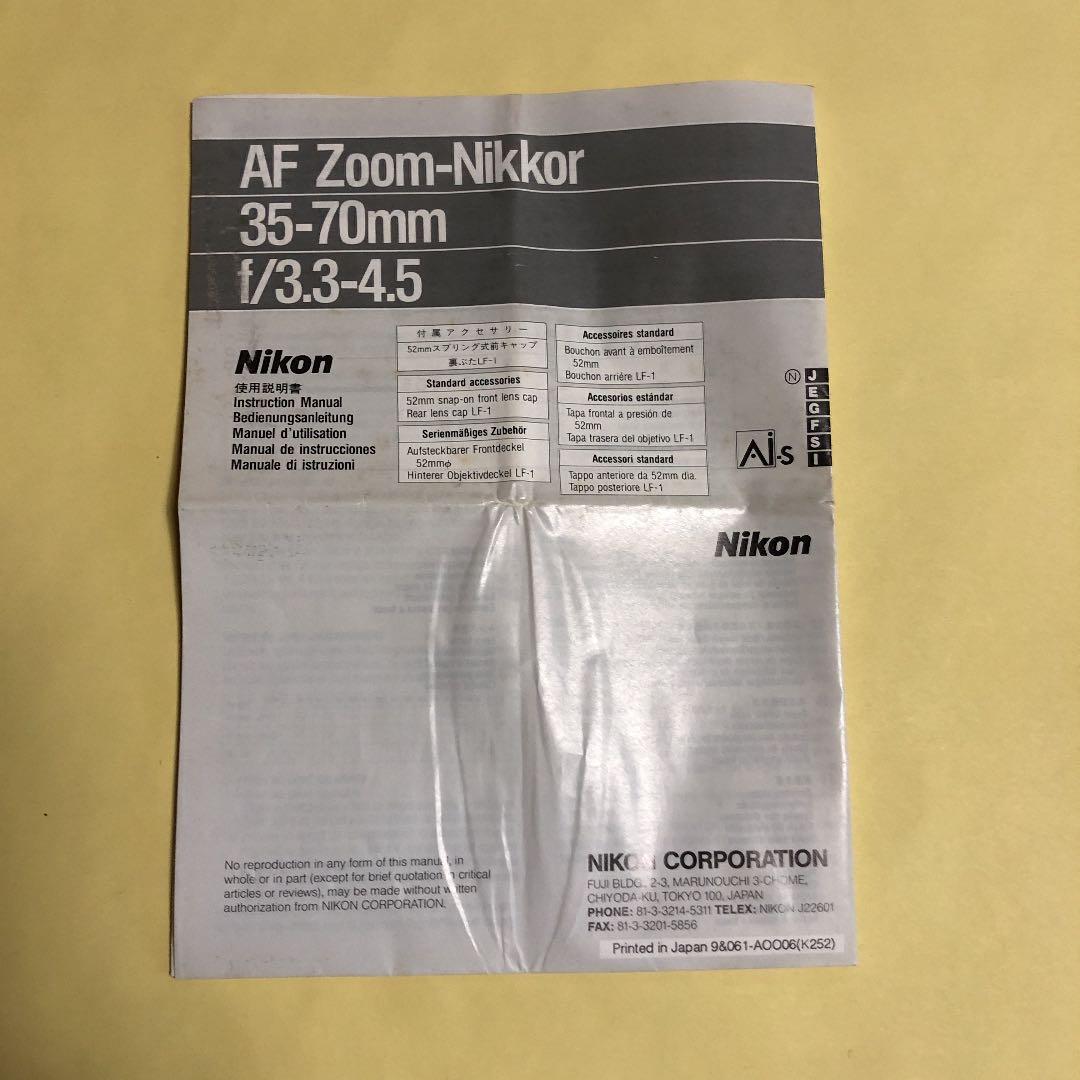 AF Zoom-Nikkor
35-70mm
f/3.3-4.5
Nikon
使用説明書
Instruction Manual
Bedienungsanleitung
Manuel d'utilisation
Manual de instrucciones
Manuale di istruzioni
付属アクセサリー
52mmスプリング式前キャップ
裏ぶたLF-1
Standard accessories
52mm snap-on front lens cap
Rear lens cap LF-1
Serienmäßiges Zubehör
Aufsteckbarer Frontdeckel
52mmϕ
Hinterer Objektivdeckel LF-1
Accessoires standard
Bouchon avant à emboîtement
52mm
Bouchon arriére LF-1
Accesorios estándar
Tapa frontal a presión de
52mm
Tapa trasera del objetivo LF-1
Accessori standard
Tappo anteriore da 52mm dia.
Tappo posteriore LF-1
Ⓝ J
E
G
F
S
I
Ai-S
Nikon
No reproduction in any form of this manual, in
whole or in part (except for brief quotation in critical
articles or reviews), may be made without written
authorization from NIKON CORPORATION.
NIKON CORPORATION
FUJI BLDG., 2-3, MARUNOUCHI 3-CHOME,
CHIYODA-KU, TOKYO 100, JAPAN
PHONE: 81-3-3214-5311 TELEX: NIKON J22601
FAX: 81-3-3201-5856
Printed in Japan 9&061-AOO06(K252)